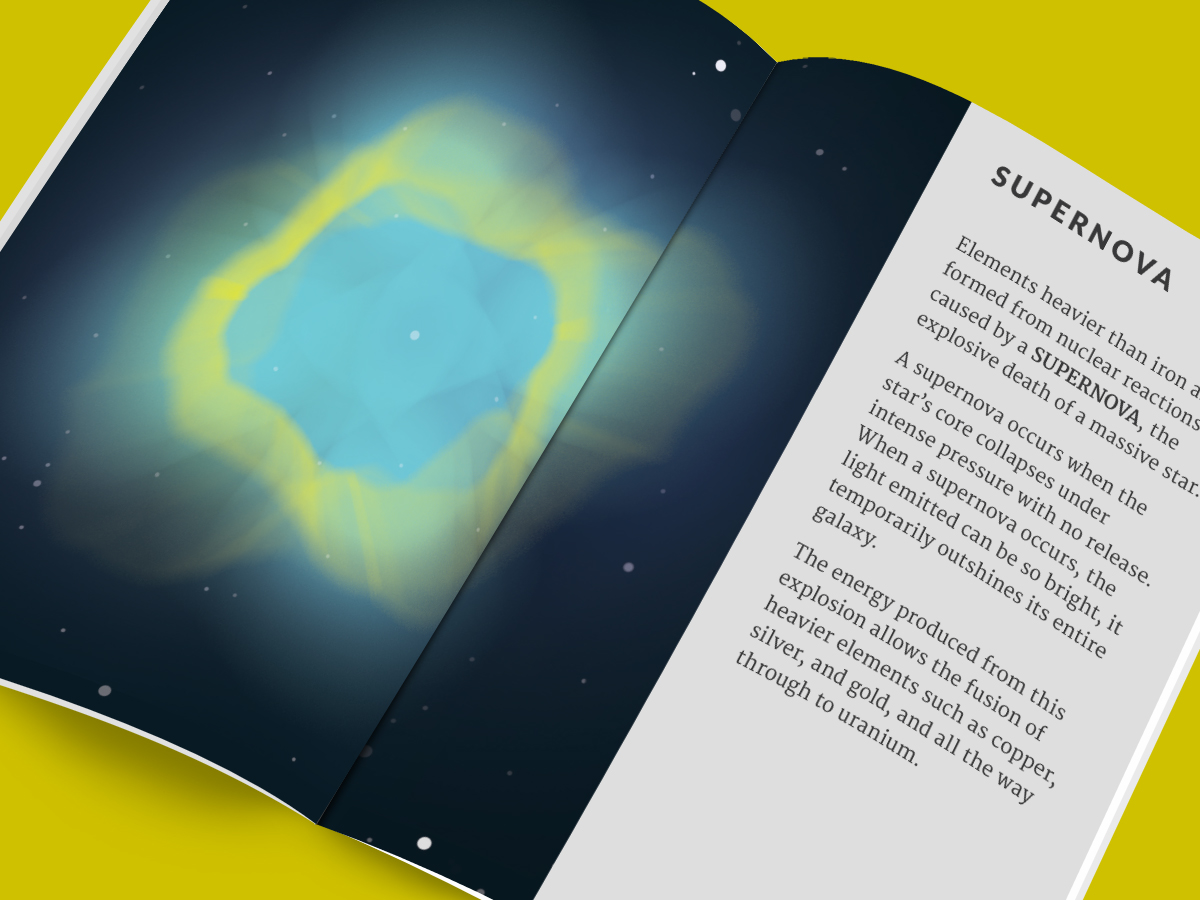 SUPERNOVA
Elements heavier than iron
formed from nuclear reactions
caused by a SUPERNOVA, the
explosive death of a massive star.
A supernova occurs when the
star’s core collapses under
intense pressure with no release.
When a supernova occurs, the
light emitted can be so bright, it
temporarily outshines its entire
galaxy.
The energy produced from this
explosion allows the fusion of
heavier elements such as copper,
silver, and gold, and all the way
through to uranium.